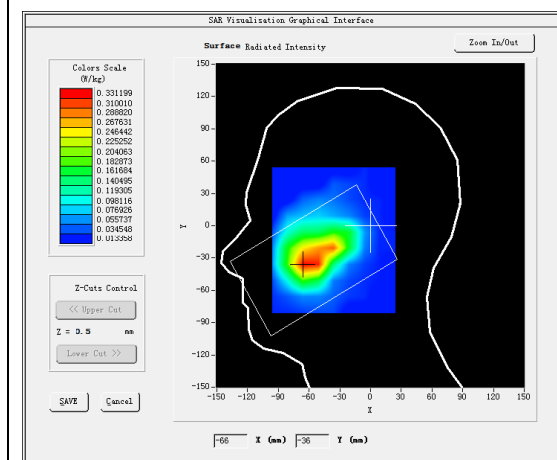 SAR Visualisation Graphical Interface
Surface Radiated Intensity
Zoom In/Out
Colors Scale
(W/kg)
0.331199
0.310010
0.288820
0.267631
0.246442
0.225252
0.204063
0.182873
0.161684
0.140495
0.119305
0.098116
0.076926
0.055737
0.034548
0.013358
Z-Cuts Control
<< Upper Cut
Z = 0.5 mm
Lower Cut >>
SAVE Cancel
150
120
90
60
30
0
-30
-60
-90
-120
-150
Y
-150 -120 -90 -60 -30 0 30 60 90 120 150
X
-66 X (mm) -36 Y (mm)